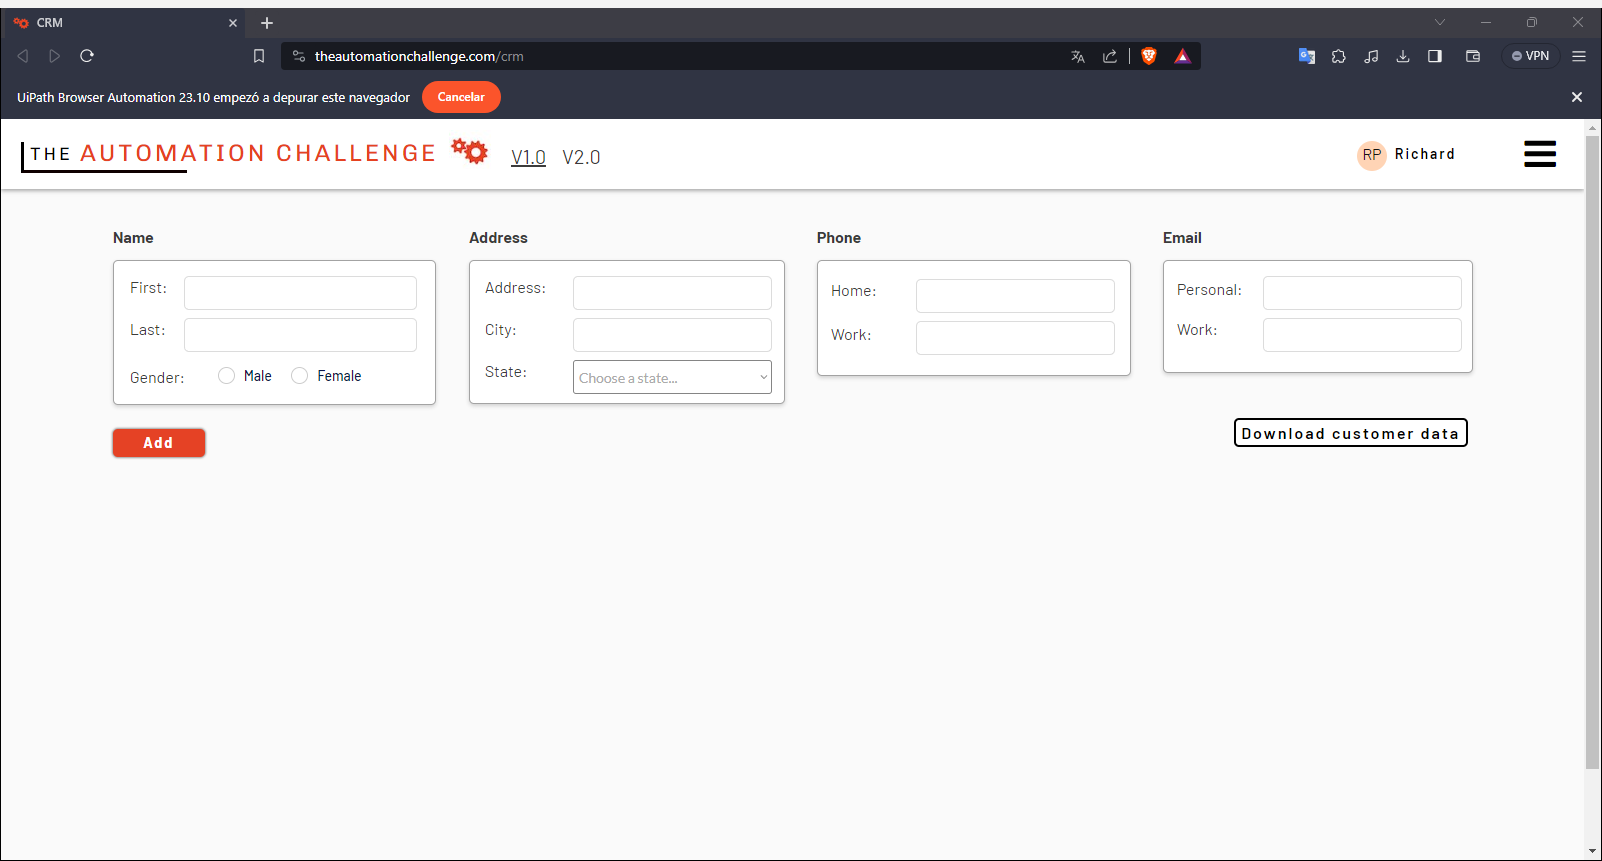 CRM
theautomationchallenge.com/crm
VPN
UiPath Browser Automation 23.10 empezó a depurar este navegador
Cancelar
THE AUTOMATION CHALLENGE
V1.0 V2.0
RP Richard
Name
First:
Last:
Gender: Male Female
Address
Address:
City:
State: Choose a state...
Phone
Home:
Work:
Email
Personal:
Work:
Add
Download customer data